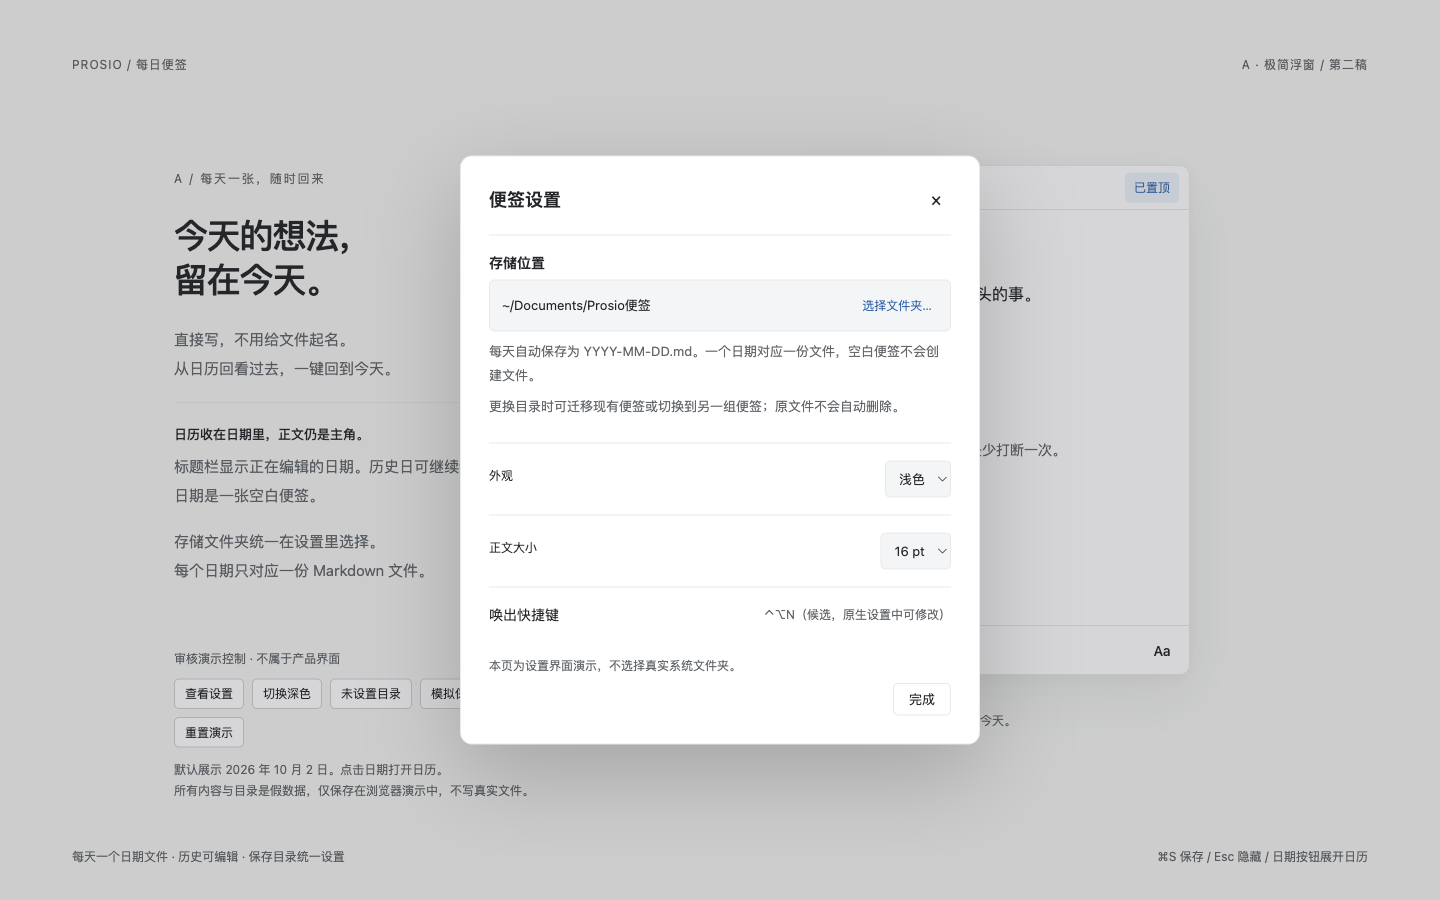 PROSIO / 每日便签
A · 极简浮窗 / 第二稿
A / 每天一张，随时回来
今天的想法，
留在今天。
直接写，不用给文件起名。
从日历回看过去，一键回到今天。
日历收在日期里，正文仍是主角。
标题栏显示正在编辑的日期。历史日可继续
日期是一张空白便签。
存储文件夹统一在设置里选择。
每个日期只对应一份 Markdown 文件。
审核演示控制 · 不属于产品界面
查看设置
切换深色
未设置目录
模拟
重置演示
默认展示 2026 年 10 月 2 日。点击日期打开日历。
所有内容与目录是假数据，仅保存在浏览器演示中，不写真实文件。
便签设置
×
存储位置
~/Documents/Prosio便签
选择文件夹...
每天自动保存为 YYYY-MM-DD.md。一个日期对应一份文件，空白便签不会创
建文件。
更换目录时可迁移现有便签或切换到另一组便签；原文件不会自动删除。
外观
浅色
正文大小
16 pt
唤出快捷键
^⌥N（候选，原生设置中可修改）
本页为设置界面演示，不选择真实系统文件夹。
完成
已置顶
头的事。
少打断一次。
Aa
今天。
每天一个日期文件 · 历史可编辑 · 保存目录统一设置
⌘S 保存 / Esc 隐藏 / 日期按钮展开日历